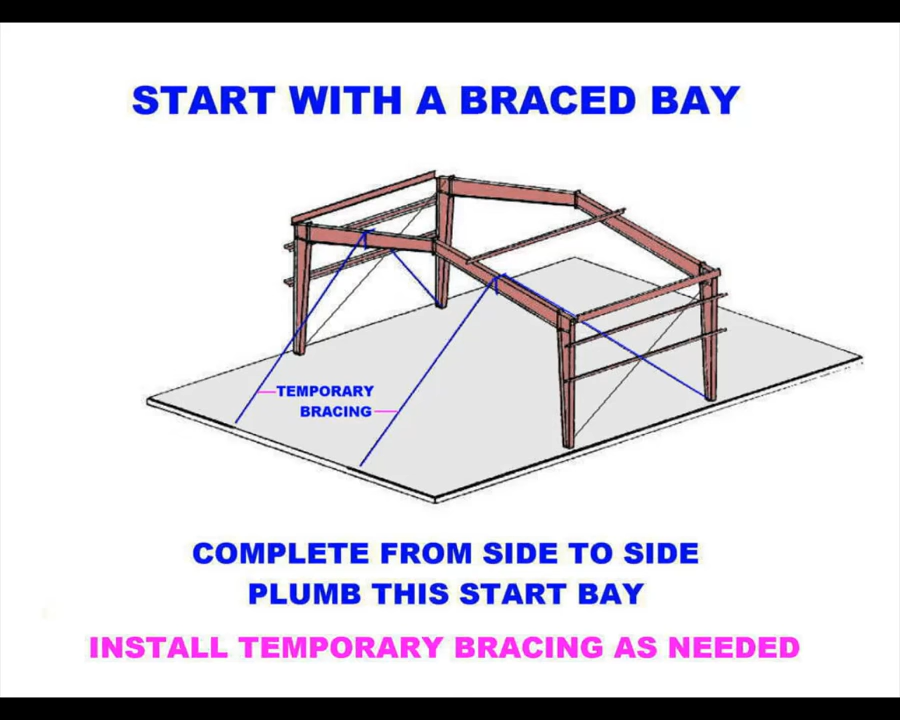 START WITH A BRACED BAY
TEMPORARY
BRACING
COMPLETE FROM SIDE TO SIDE
PLUMB THIS START BAY
INSTALL TEMPORARY BRACING AS NEEDED